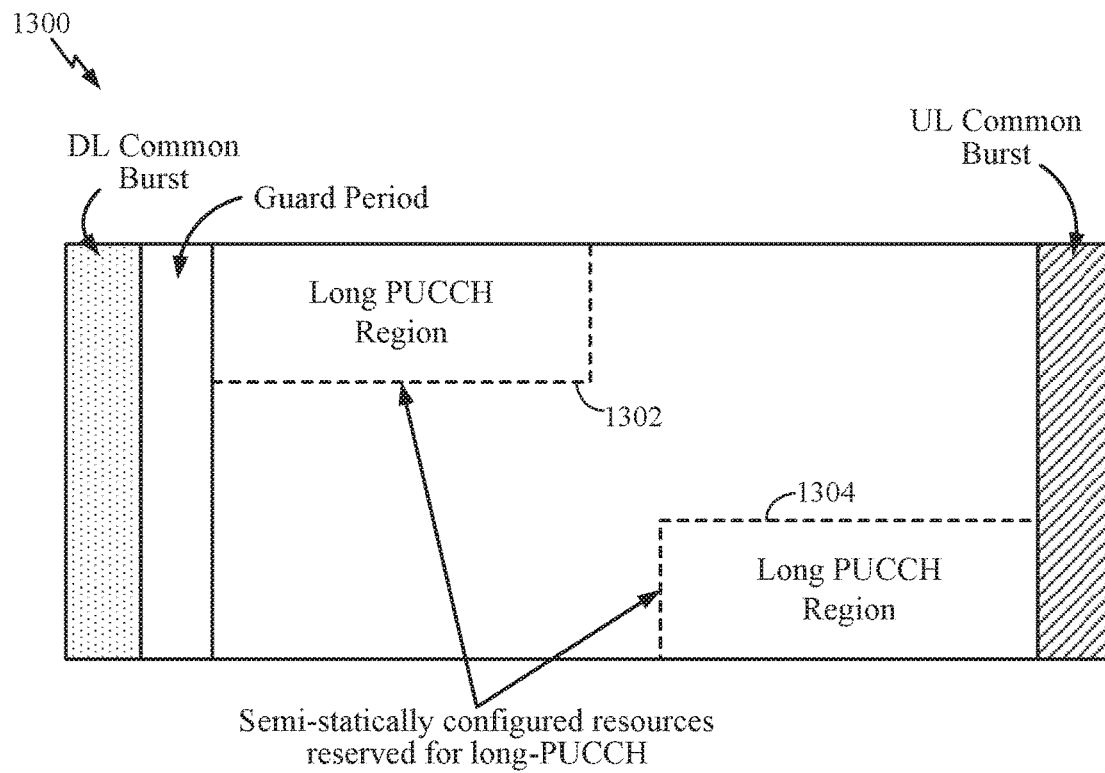 1300
DL Common
Burst
Guard Period
UL Common
Burst
Long PUCCH
Region
1302
1304
Long PUCCH
Region
Semi-statically configured resources
reserved for long-PUCCH